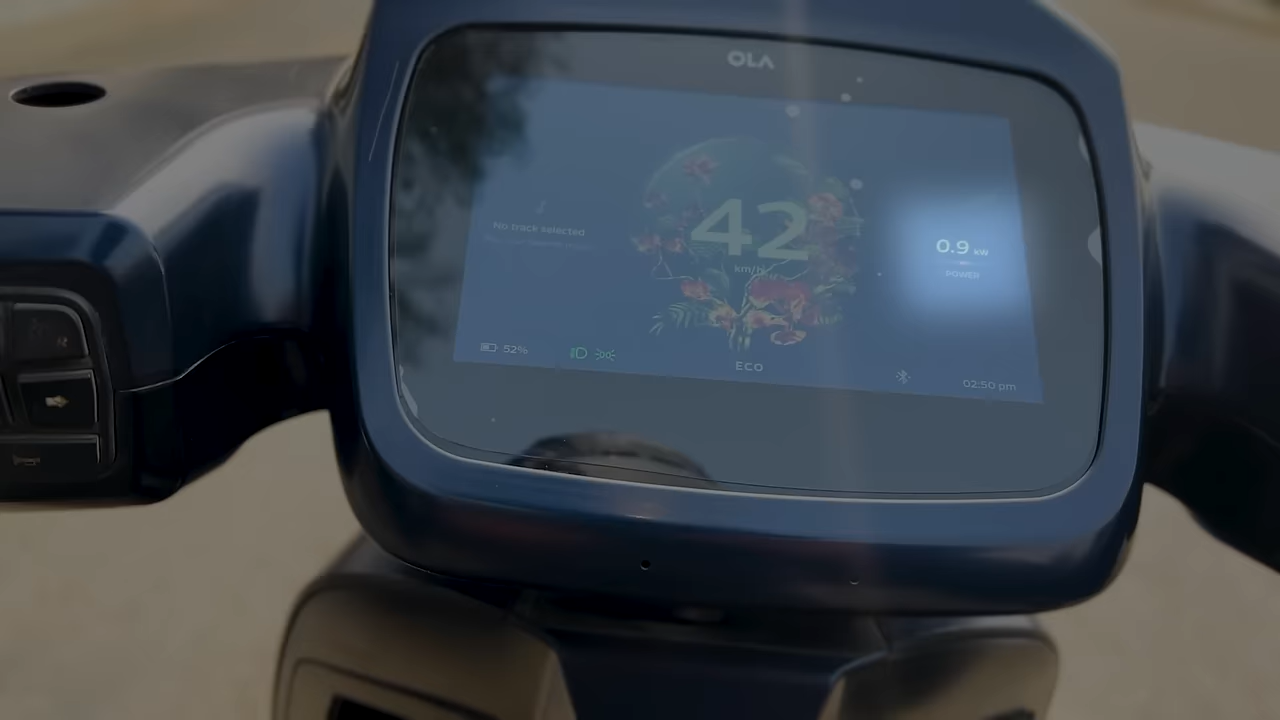 OLA
No track selected
42
km/h
0.9 kW
POWER
52%
ECO
02:50 pm